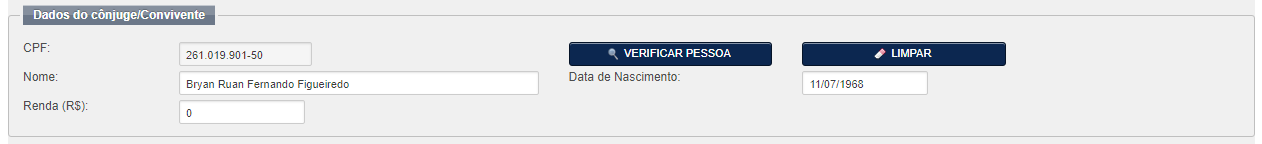 Dados do cônjuge/Convivente
CPF: 261.019.901-50 VERIFICAR PESSOA LIMPAR
Nome: Bryan Ruan Fernando Figueiredo Data de Nascimento: 11/07/1968
Renda (R$): 0